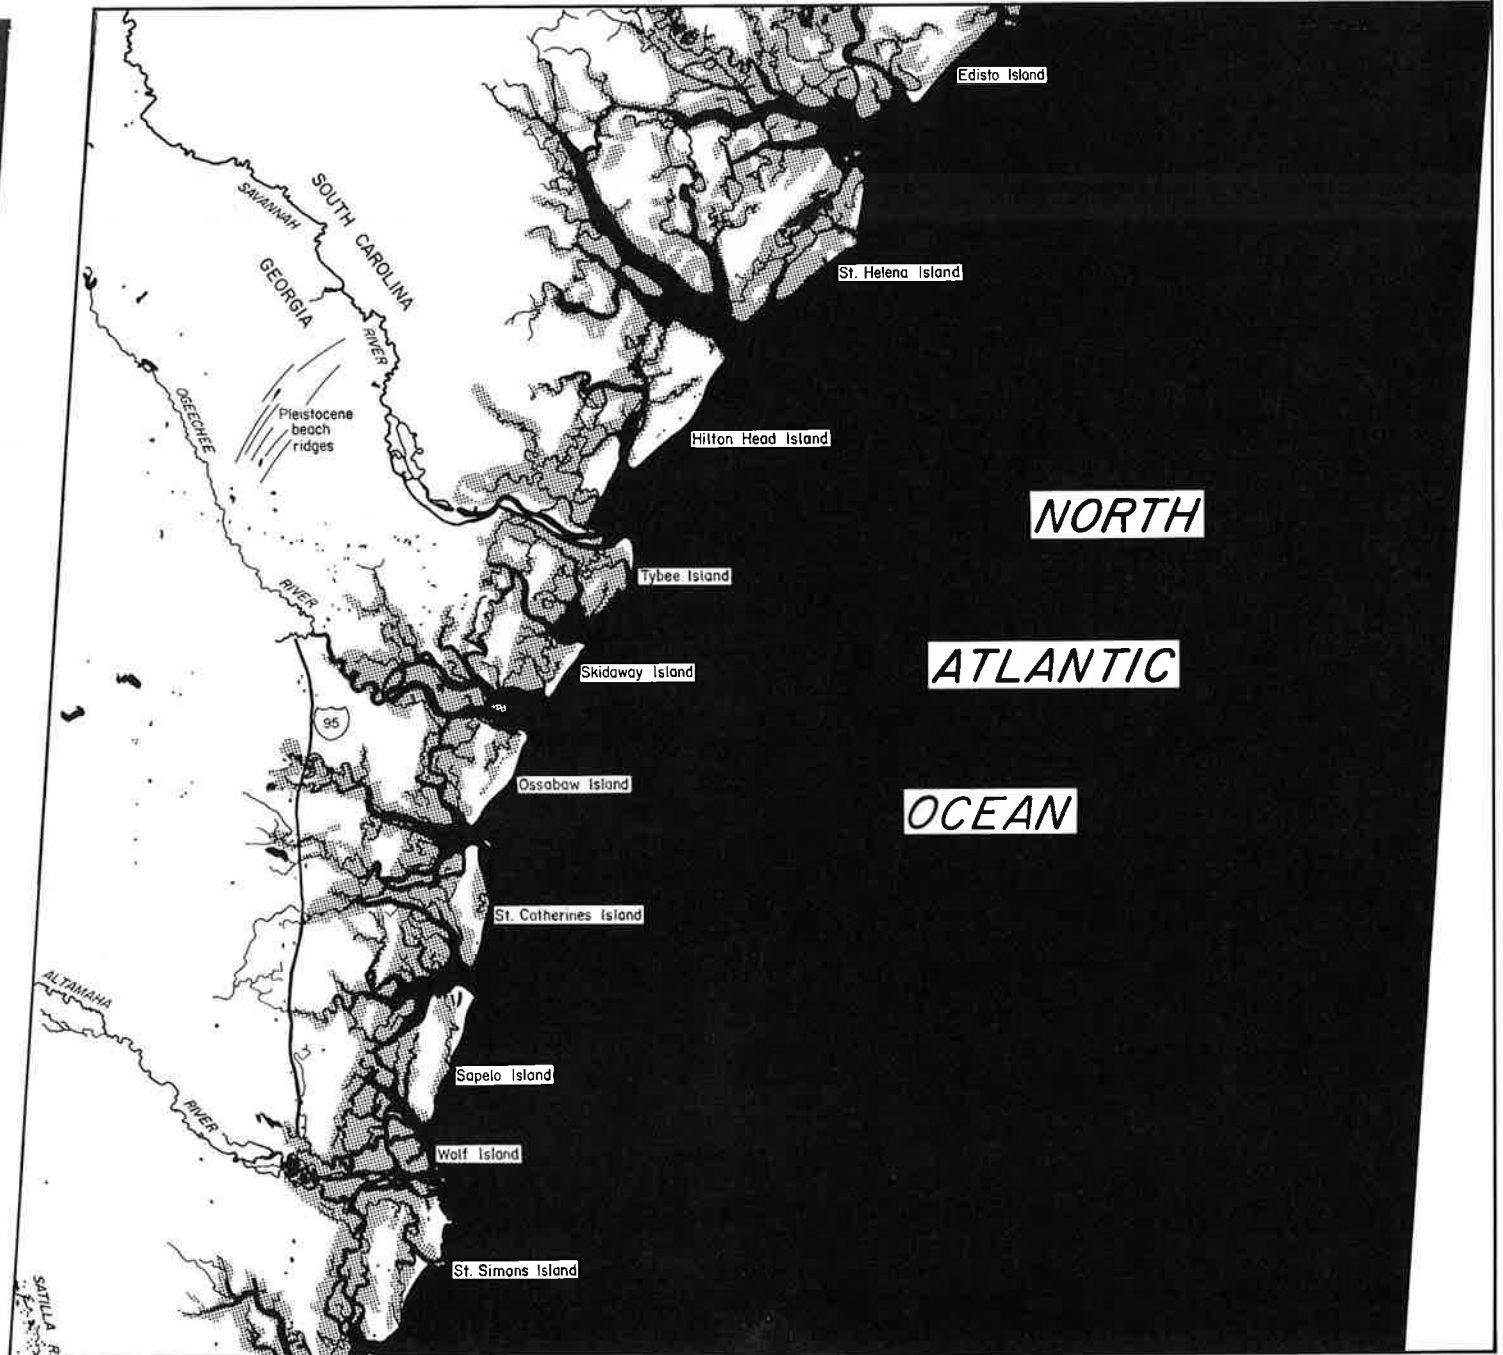 Edisto Island
SAVANNAH
SOUTH CAROLINA
GEORGIA
St. Helena Island
RIVER
OGEECHEE
Pleistocene
beach
ridges
Hilton Head Island
NORTH
Tybee Island
RIVER
ATLANTIC
Skidaway Island
95
Ossabaw Island
OCEAN
St. Catherines Island
ALTAMAHA
Sapelo Island
RIVER
Wolf Island
St. Simons Island
SATILLA R.